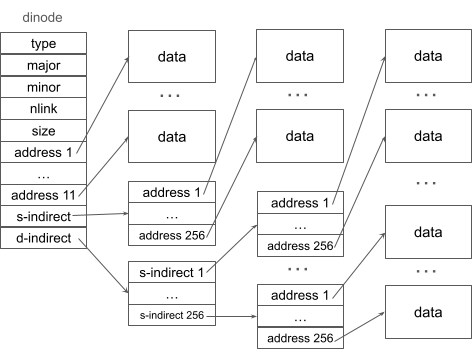 dinode
type
major
minor
nlink
size
address 1
...
address 11
s-indirect
d-indirect
data
...
data
address 1
...
address 256
s-indirect 1
...
s-indirect 256
data
...
data
address 1
...
address 256
...
address 1
...
address 256
data
...
data
...
data
...
data